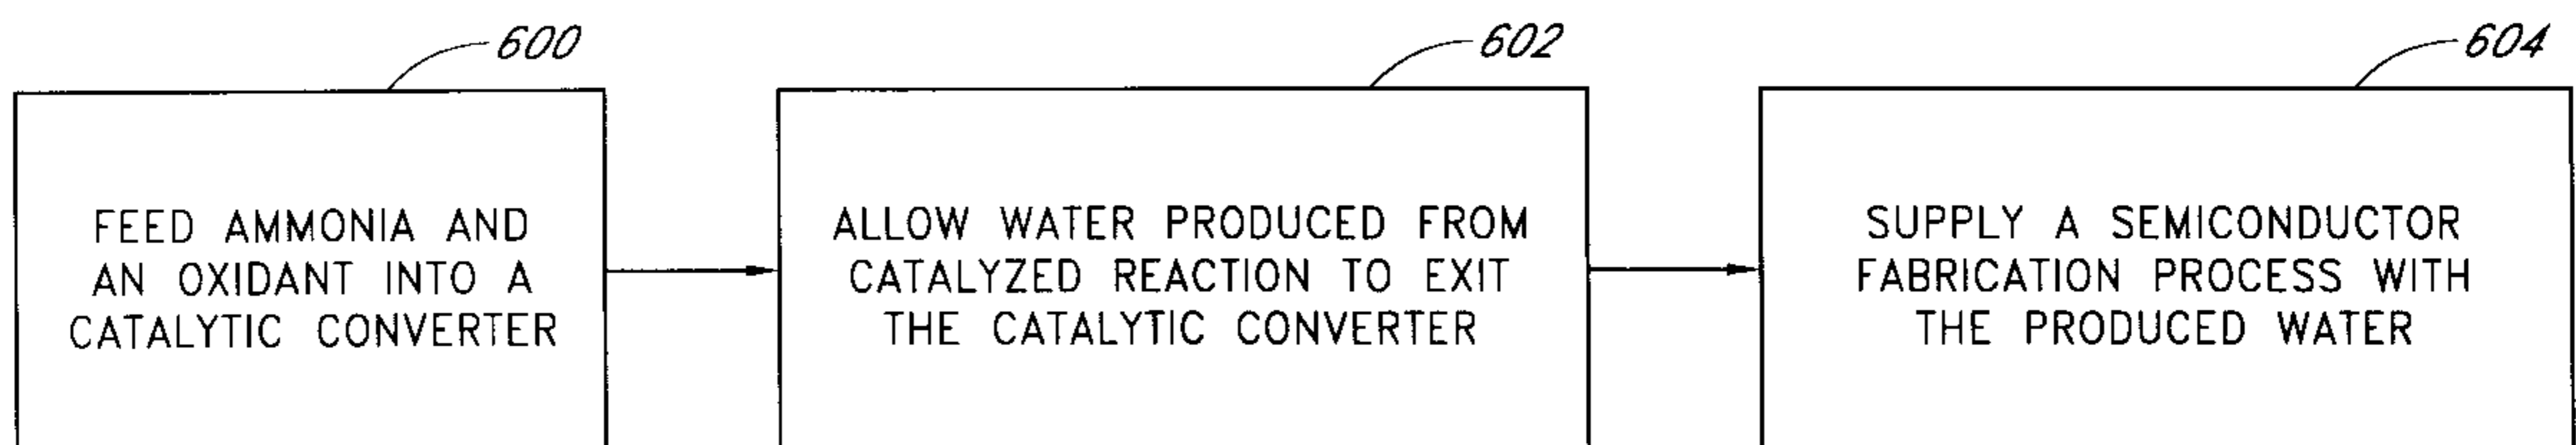 600
602
604
FEED AMMONIA AND
AN OXIDANT INTO A
CATALYTIC CONVERTER
ALLOW WATER PRODUCED FROM
CATALYZED REACTION TO EXIT
THE CATALYTIC CONVERTER
SUPPLY A SEMICONDUCTOR
FABRICATION PROCESS WITH
THE PRODUCED WATER